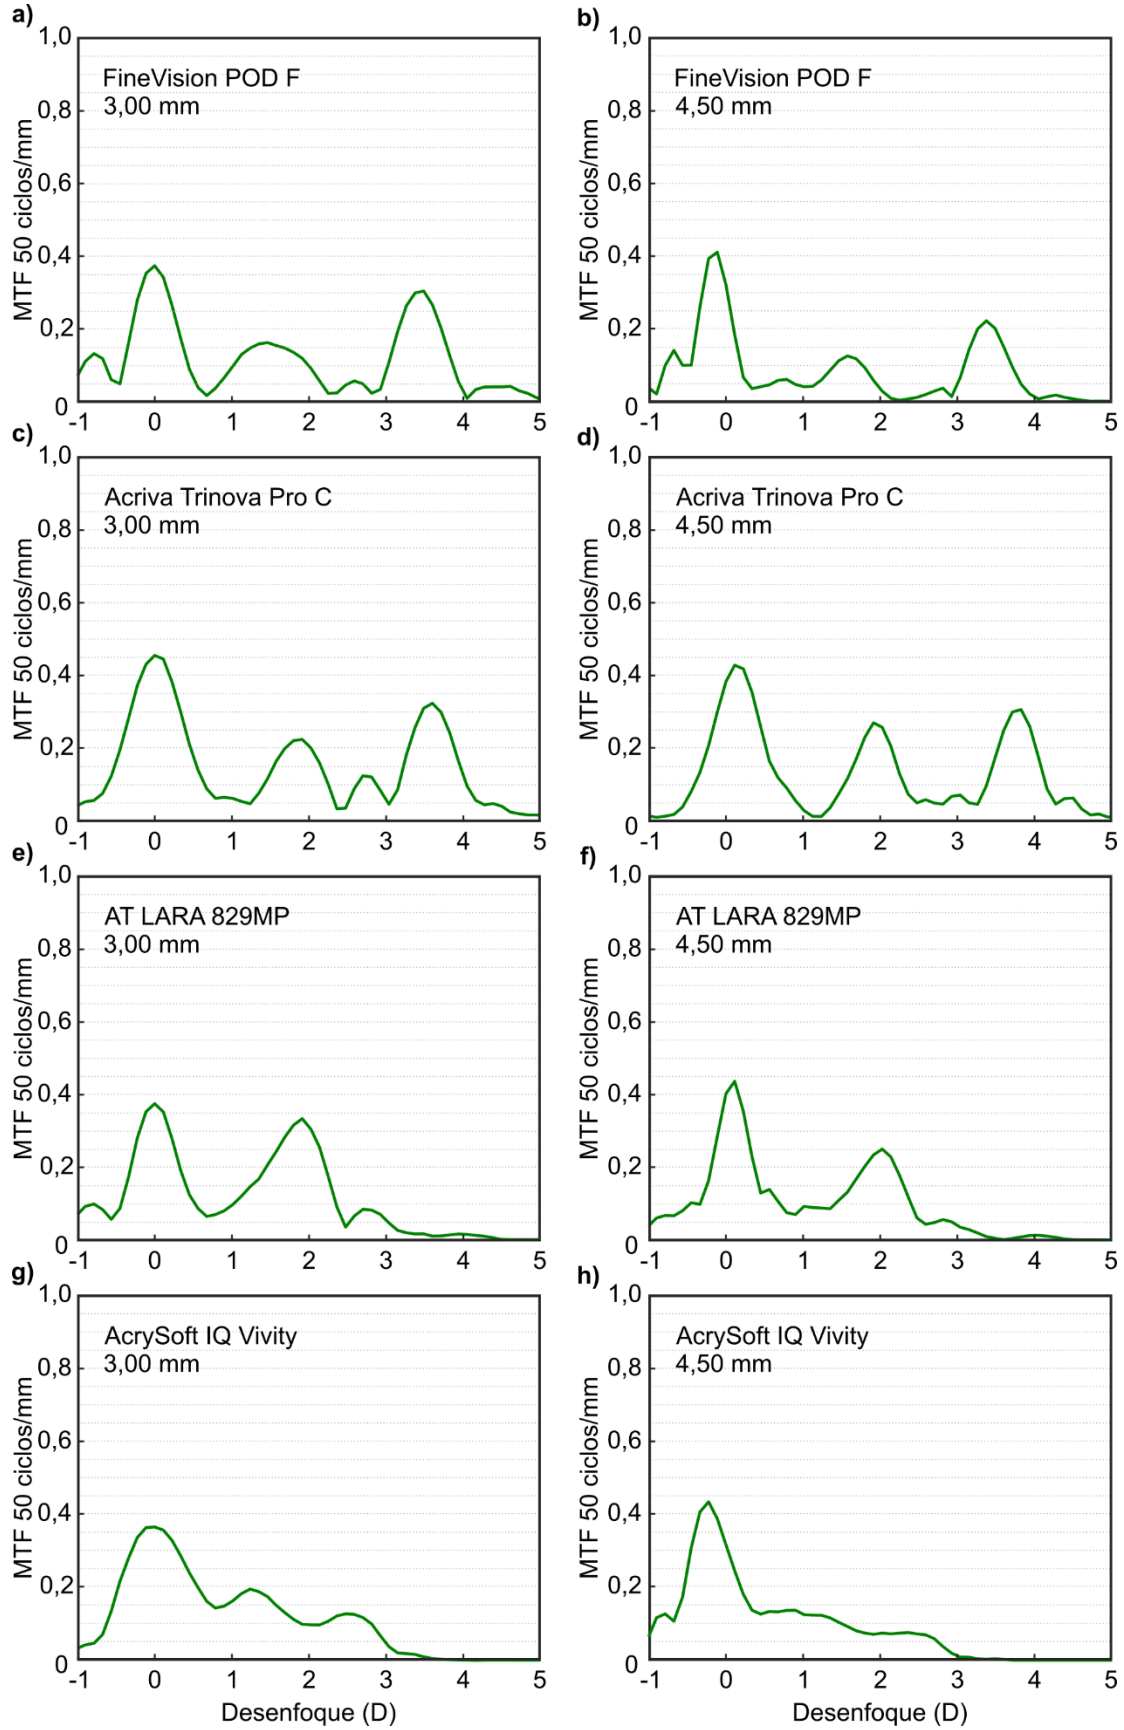 a)
1,0
0,8
0,6
0,4
0,2
0
MTF 50 ciclos/mm
FineVision POD F
3,00 mm
-1 0 1 2 3 4 5
b)
1,0
0,8
0,6
0,4
0,2
0
MTF 50 ciclos/mm
FineVision POD F
4,50 mm
-1 0 1 2 3 4 5
c)
1,0
0,8
0,6
0,4
0,2
0
MTF 50 ciclos/mm
Acriva Trinova Pro C
3,00 mm
-1 0 1 2 3 4 5
d)
1,0
0,8
0,6
0,4
0,2
0
MTF 50 ciclos/mm
Acriva Trinova Pro C
4,50 mm
-1 0 1 2 3 4 5
e)
1,0
0,8
0,6
0,4
0,2
0
MTF 50 ciclos/mm
AT LARA 829MP
3,00 mm
-1 0 1 2 3 4 5
f)
1,0
0,8
0,6
0,4
0,2
0
MTF 50 ciclos/mm
AT LARA 829MP
4,50 mm
-1 0 1 2 3 4 5
g)
1,0
0,8
0,6
0,4
0,2
0
MTF 50 ciclos/mm
AcrySoft IQ Vivity
3,00 mm
-1 0 1 2 3 4 5
Desenfoque (D)
h)
1,0
0,8
0,6
0,4
0,2
0
MTF 50 ciclos/mm
AcrySoft IQ Vivity
4,50 mm
-1 0 1 2 3 4 5
Desenfoque (D)